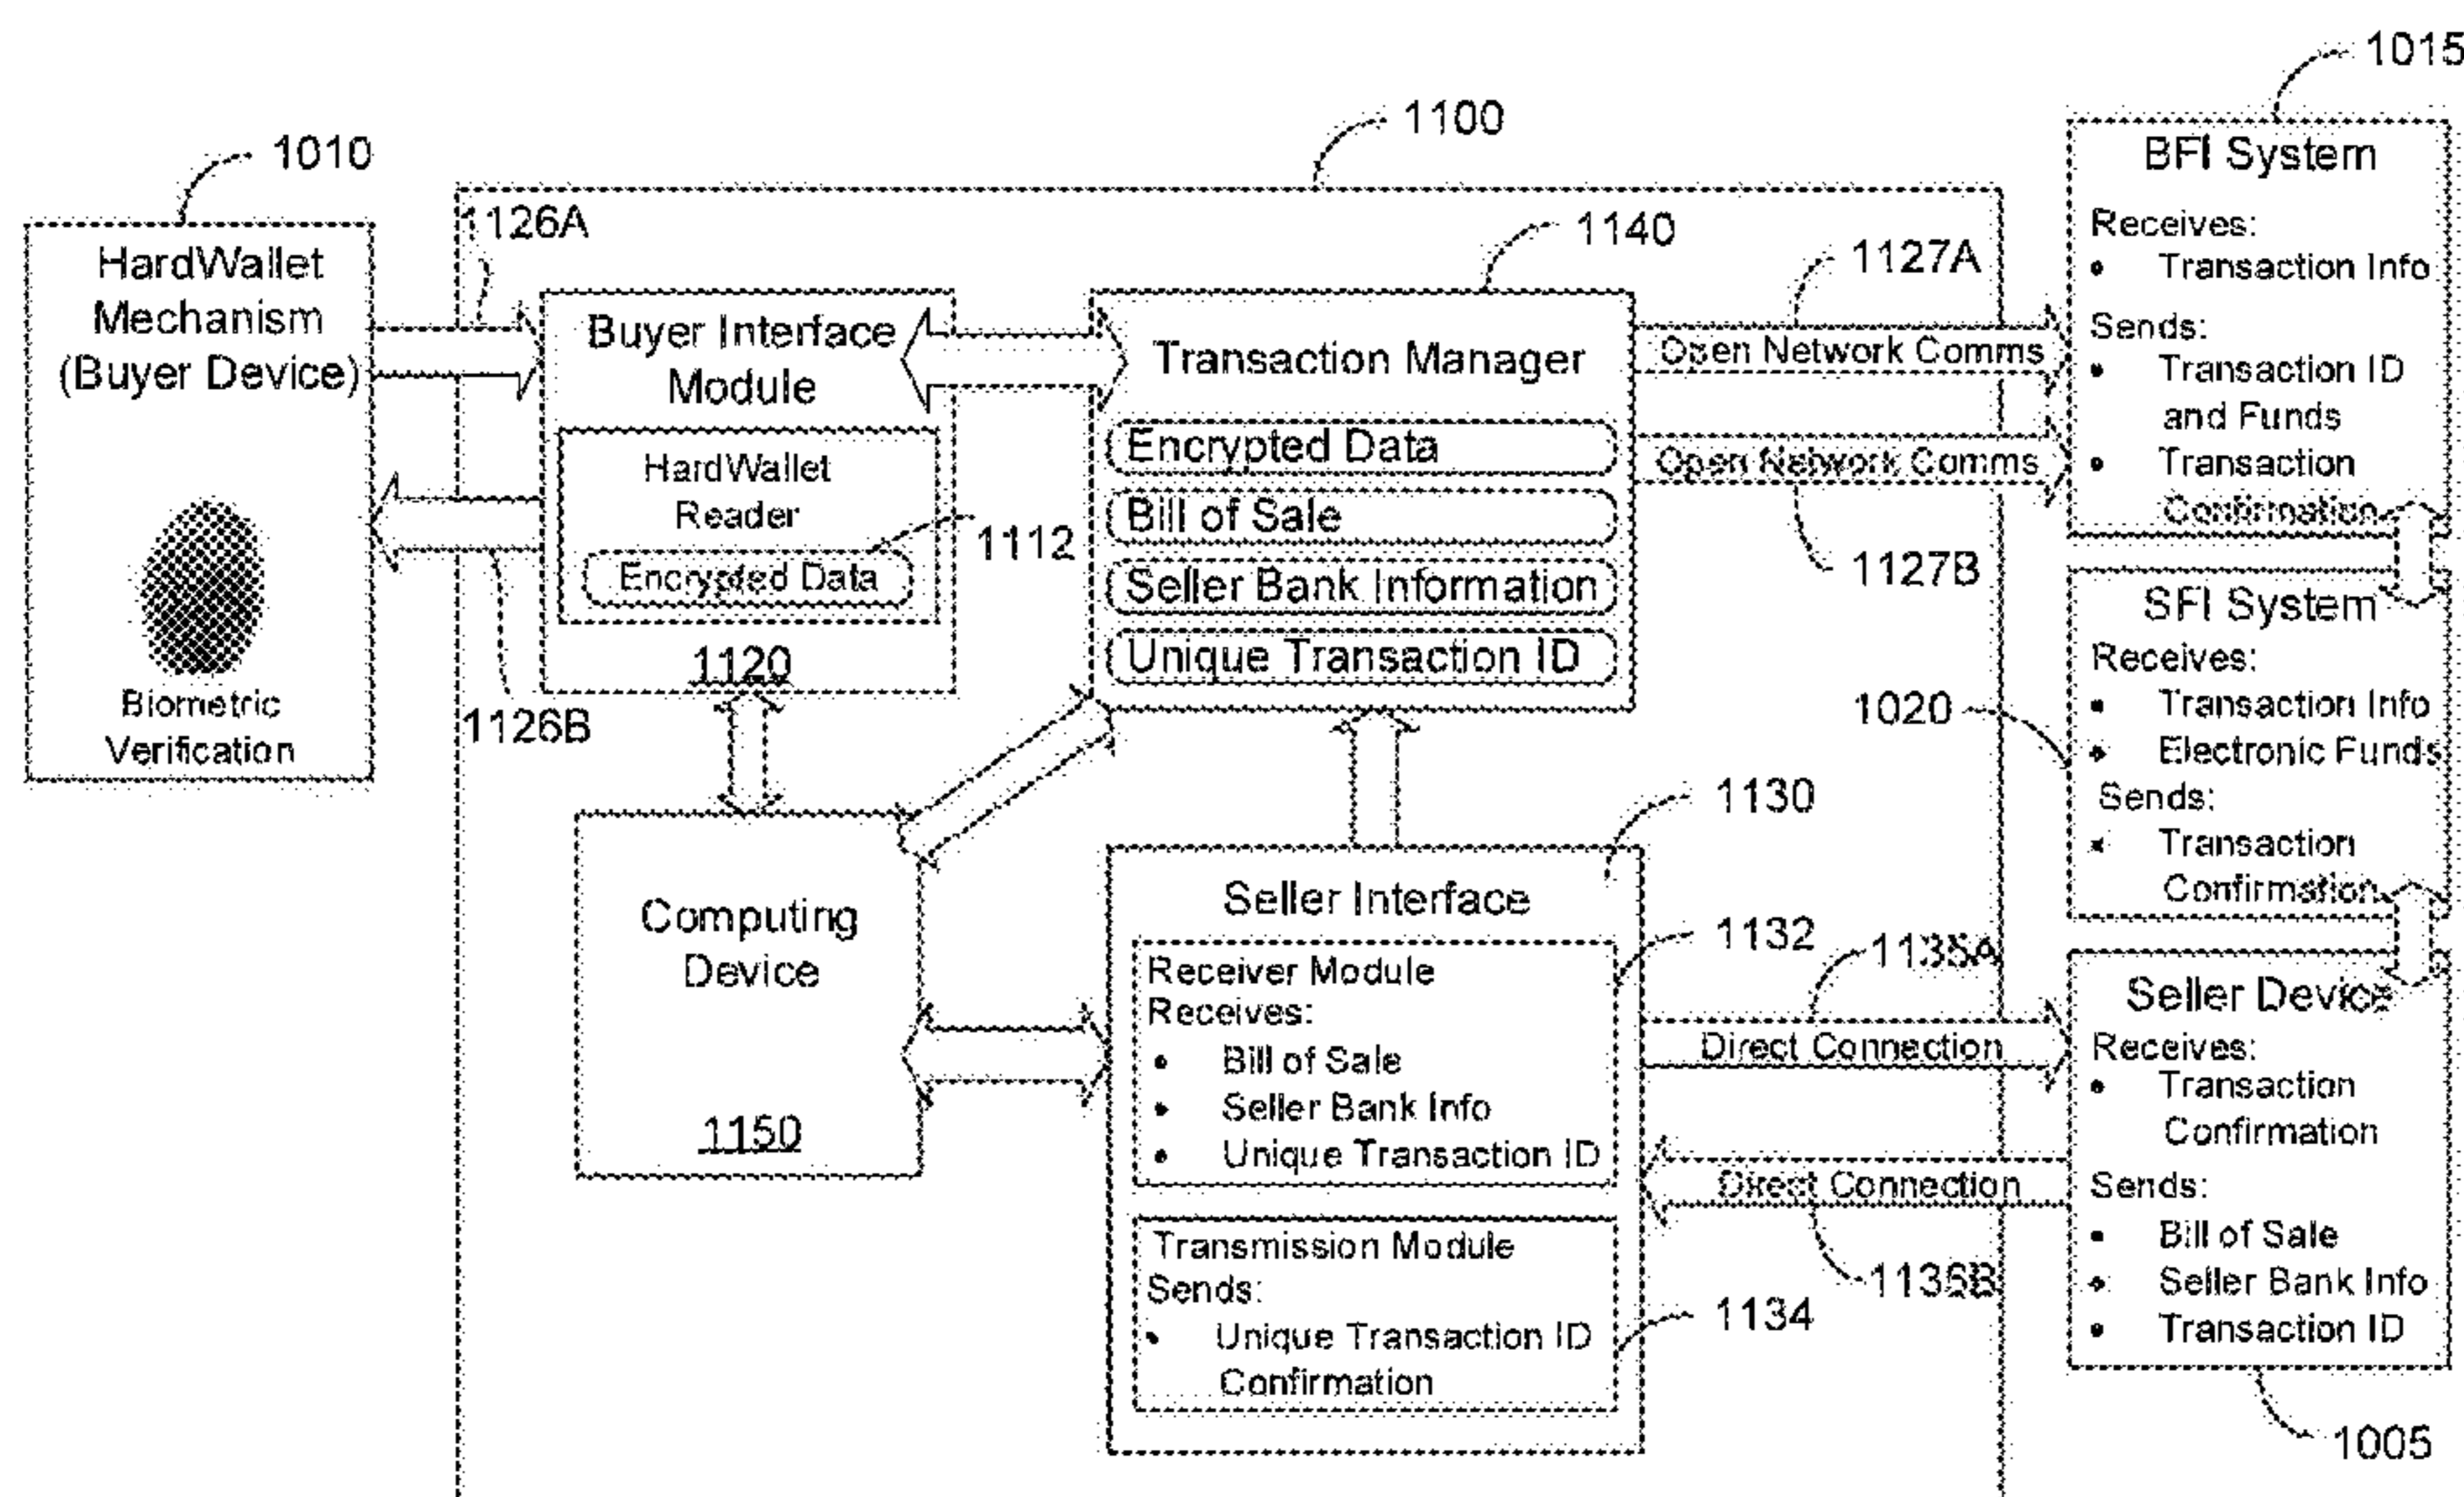 1015
1100
1010
BFI System
Receives:
• Transaction Info
Sends:
• Transaction ID
and Funds
• Transaction
Confirmation
1126A
1140
1127A
HardWallet
Mechanism
(Buyer Device)
Biometric
Verification
Buyer Interface
Module
HardWallet
Reader
Encrypted Data
1112
1120
1126B
Transaction Manager
Encrypted Data
Bill of Sale
Seller Bank Information
Unique Transaction ID
Open Network Comms
Open Network Comms
1127B
SFI System
Receives:
• Transaction Info
• Electronic Funds
Sends:
• Transaction
Confirmation
1020
1130
Computing
Device
1150
Seller Interface
1132
Receiver Module
Receives:
• Bill of Sale
• Seller Bank Info
• Unique Transaction ID
Transmission Module
Sends:
• Unique Transaction ID
Confirmation
1134
Direct Connection
Direct Connection
Seller Device
Receives:
• Transaction
Confirmation
Sends:
• Bill of Sale
• Seller Bank Info
• Transaction ID
1005